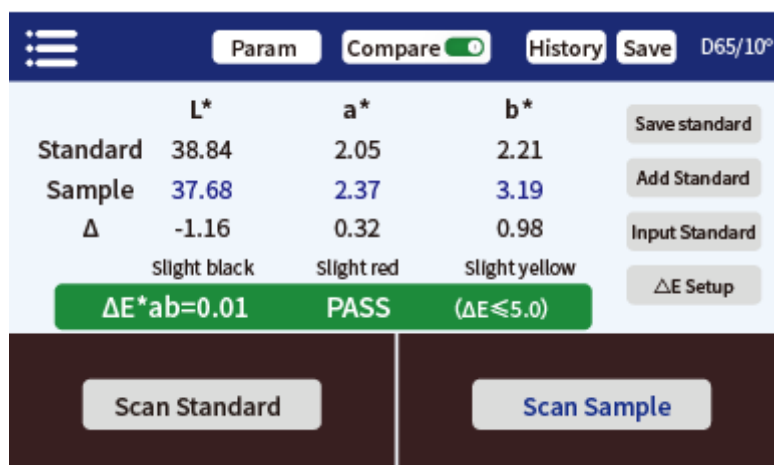 Param Compare History Save D65/10°
L* a* b*
Standard 38.84 2.05 2.21
Sample 37.68 2.37 3.19
Δ -1.16 0.32 0.98
Slight black Slight red Slight yellow
ΔE*ab=0.01 PASS (ΔE≤5.0)
Save standard
Add Standard
Input Standard
△E Setup
Scan Standard Scan Sample